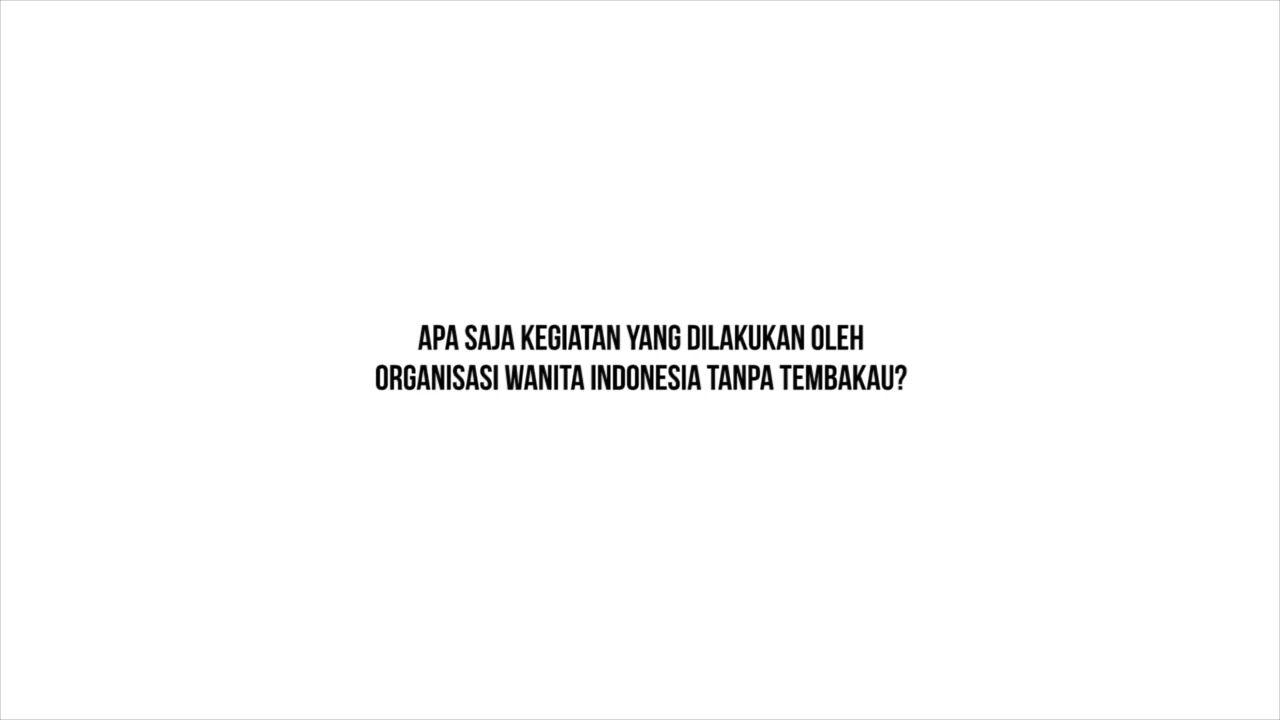 APA SAJA KEGIATAN YANG DILAKUKAN OLEH
ORGANISASI WANITA INDONESIA TANPA TEMBAKAU?